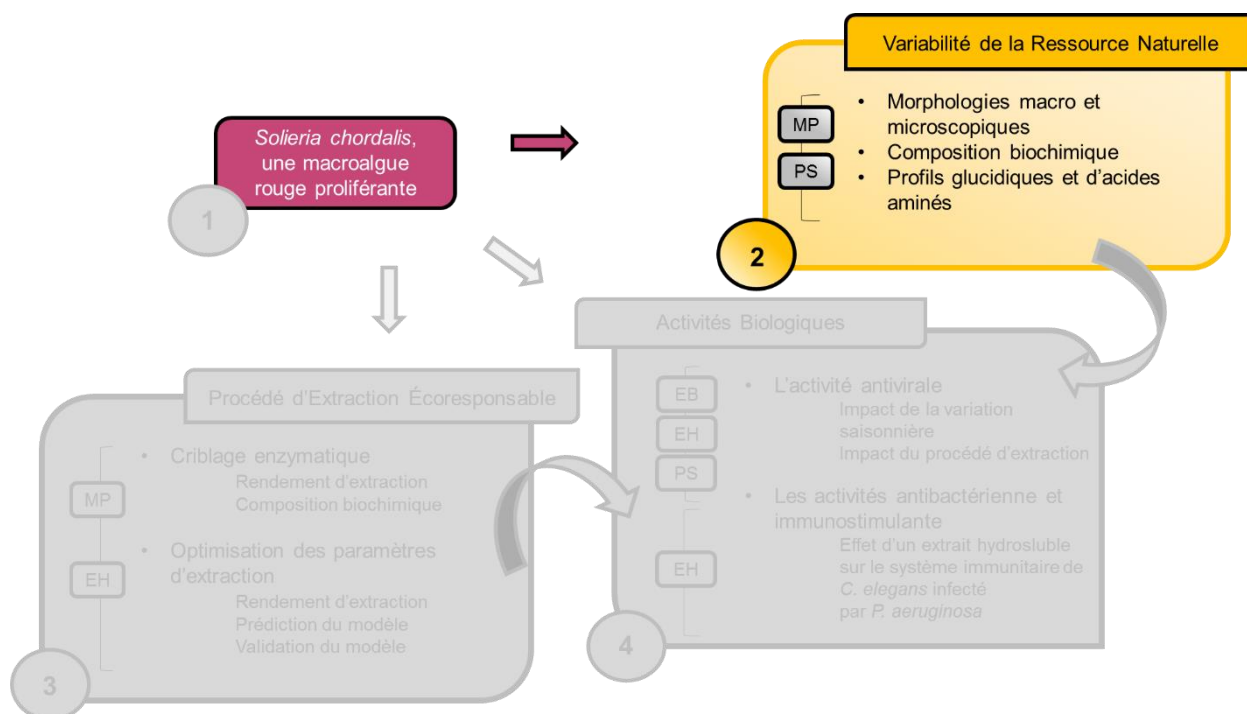 Variabilité de la Ressource Naturelle
MP
PS
• Morphologies macro et
microscopiques
• Composition biochimique
• Profils glucidiques et d'acides
aminés
2
Solieria chordalis,
une macroalgue
rouge proliférante
1
Activités Biologiques
EB
EH
PS
• L'activité antivirale
Impact de la variation
saisonnière
Impact du procédé d'extraction
• Les activités antibactérienne et
immunostimulante
EH
Effet d'un extrait hydrosluble
sur le système immunitaire de
C. elegans infecté
par P. aeruginosa
4
Procédé d'Extraction Écoresponsable
MP
• Criblage enzymatique
Rendement d'extraction
Composition biochimique
• Optimisation des paramètres
d'extraction
EH
Rendement d'extraction
Prédiction du modèle
Validation du modèle
3